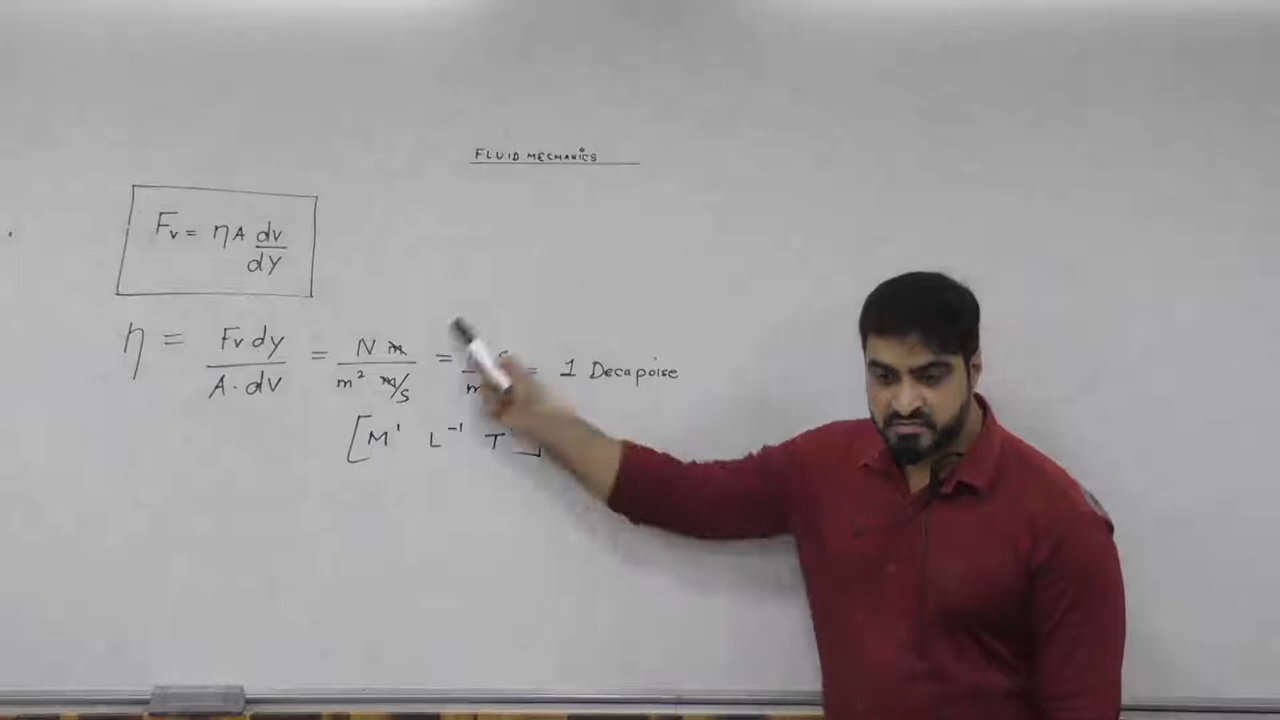 FLUID MECHANICS
Fv = ηA dv/dy
η = Fv dy / A · dv = N m / m² m/s = = 1 Decapoise
[M¹ L⁻¹ T ]